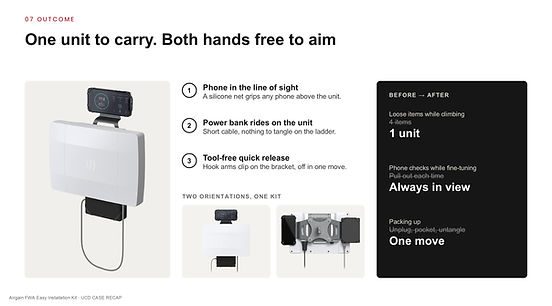 07 OUTCOME
One unit to carry. Both hands free to aim
1
Phone in the line of sight
A silicone net grips any phone above the unit.
2
Power bank rides on the unit
Short cable, nothing to tangle on the ladder.
3
Tool-free quick release
Hook arms clip on the bracket, off in one move.
TWO ORIENTATIONS, ONE KIT
BEFORE → AFTER
Loose items while climbing
4 items
1 unit
Phone checks while fine-tuning
Pull out each time
Always in view
Packing up
Unplug, pocket, untangle
One move
Airgain FWA Easy Installation Kit · UCD CASE RECAP